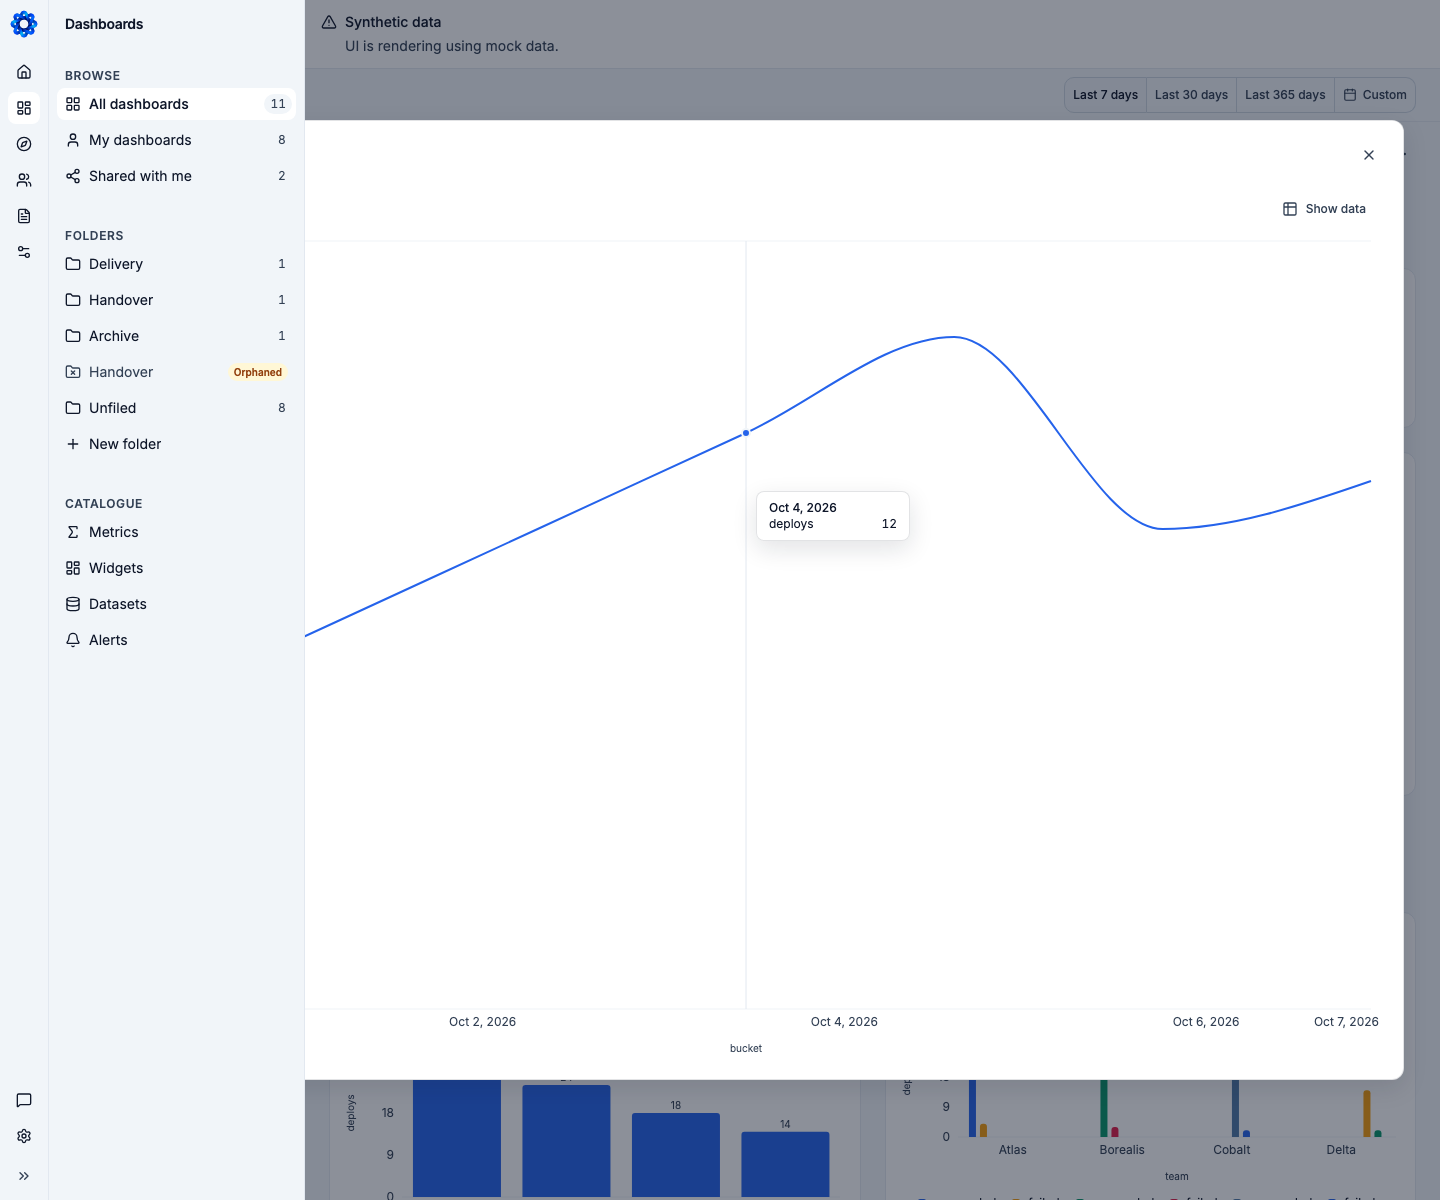 Dashboards
BROWSE
All dashboards 11
My dashboards 8
Shared with me 2
FOLDERS
Delivery 1
Handover 1
Archive 1
Handover Orphaned
Unfiled 8
New folder
CATALOGUE
Metrics
Widgets
Datasets
Alerts
Synthetic data
UI is rendering using mock data.
Last 7 days Last 30 days Last 365 days Custom
Show data
Oct 4, 2026
deploys 12
Oct 2, 2026 Oct 4, 2026 Oct 6, 2026 Oct 7, 2026
bucket
deploys
18
9
0
18
14
9
0
Atlas Borealis Cobalt Delta
team